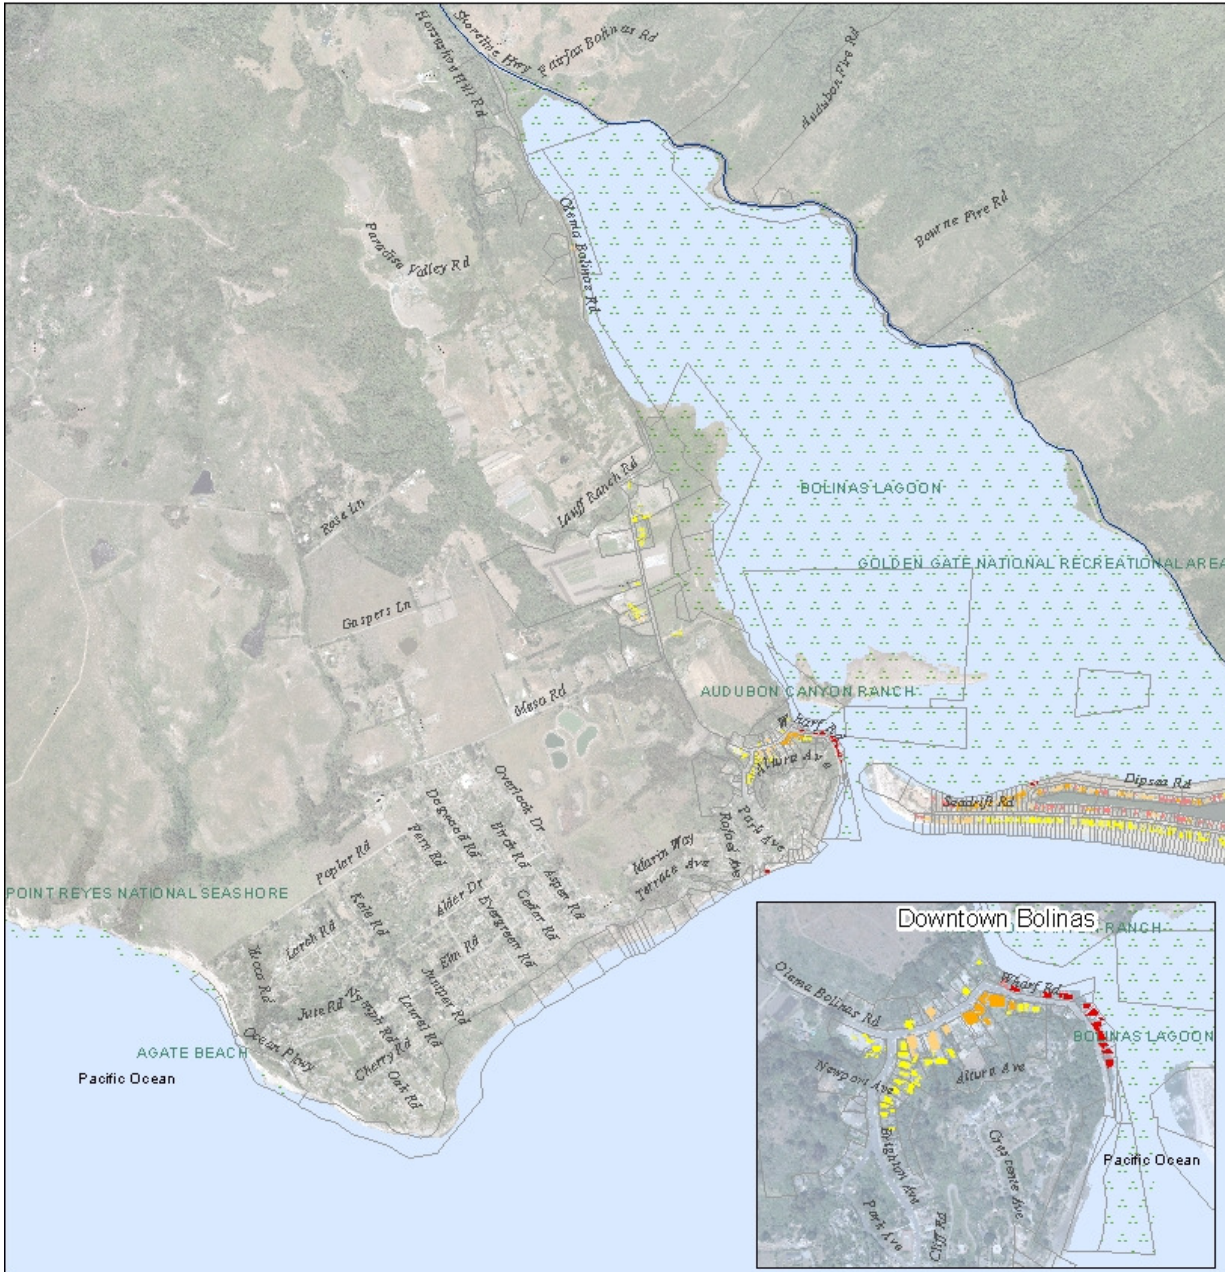 Horseshoe Hill Rd
Shoreline Hwy
Fairfax Bolinas Rd
Audubon Fire Rd
Olema Bolinas Rd
Bourne Fire Rd
Paradise Valley Rd
Lauff Ranch Rd
BOLINAS LAGOON
Rose Ln
GOLDEN GATE NATIONAL RECREATIONAL AREA
Gaspers Ln
Mesa Rd
AUDUBON CANYON RANCH
Wharf Rd
Altura Ave
Dipsea Rd
Seadrift Rd
Overlook Dr
Dogwood Rd
Birch Rd
Fern Rd
Park Ave
Rafael Ave
Marin Way
Terrace Ave
Poplar Rd
Aspen Rd
Alder Dr
Cedar Rd
POINT REYES NATIONAL SEASHORE
Kale Rd
Evergreen Rd
Larch Rd
Elm Rd
Juniper Rd
Hiccs Rd
Jute Rd
Nymph Rd
Laurel Rd
Ocean Pkwy
Cherry Rd
Oak Rd
AGATE BEACH
Pacific Ocean
Downtown Bolinas
RANCH
Olema Bolinas Rd
Wharf Rd
BOLINAS LAGOON
Newport Ave
Altura Ave
Brighton Ave
Crescente Ave
Pacific Ocean
Park Ave
Cliff Rd